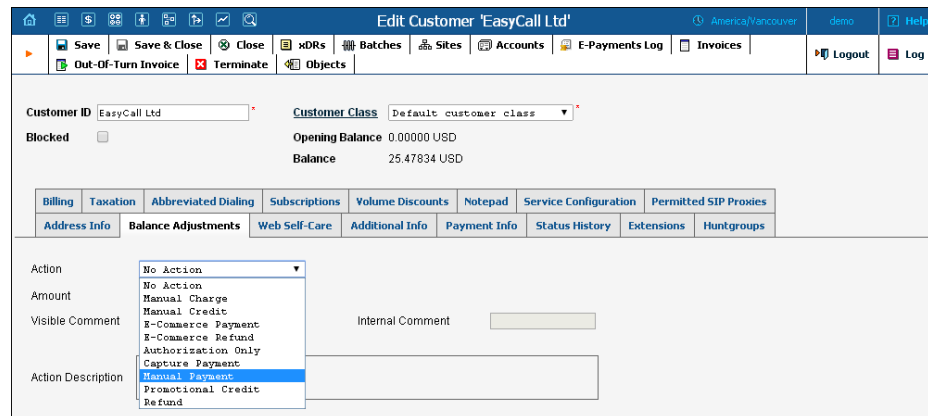 Edit Customer 'EasyCall Ltd' America/Vancouver demo ? Help
Save Save & Close Close xDRs Batches Sites Accounts E-Payments Log Invoices
Out-Of-Turn Invoice Terminate Objects Logout Log
Customer ID EasyCall Ltd * Customer Class Default customer class *
Blocked Opening Balance 0.00000 USD
Balance 25.47834 USD
Billing Taxation Abbreviated Dialing Subscriptions Volume Discounts Notepad Service Configuration Permitted SIP Proxies
Address Info Balance Adjustments Web Self-Care Additional Info Payment Info Status History Extensions Huntgroups
Action No Action
No Action
Amount Manual Charge
Manual Credit
Visible Comment E-Commerce Payment Internal Comment
E-Commerce Refund
Authorization Only
Capture Payment
Action Description Manual Payment
Promotional Credit
Refund